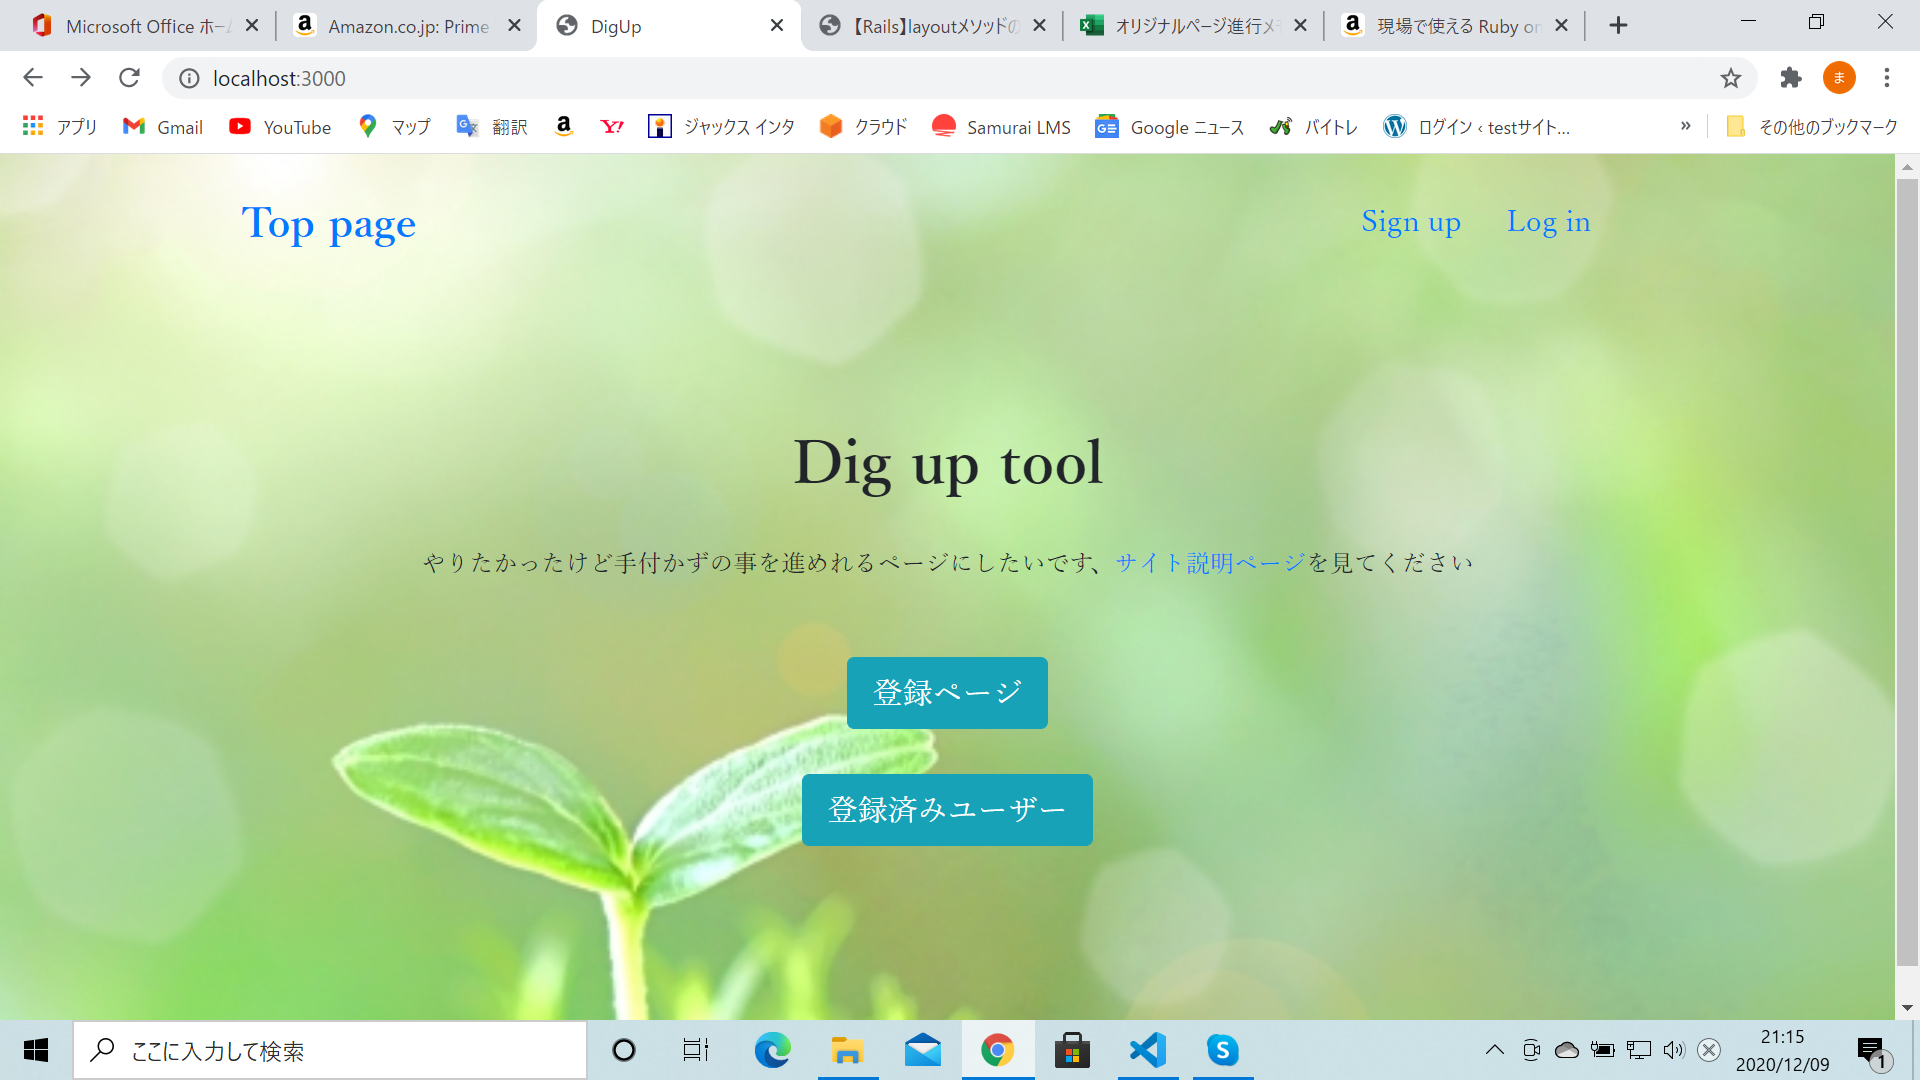 Microsoft Office ホーム
Amazon.co.jp: Prime
DigUp
【Rails】layoutメソッドの
オリジナルページ進行メモ
現場で使える Ruby on
localhost:3000
ま
アプリ
Gmail
YouTube
マップ
翻訳
ジャックス インタ
クラウド
Samurai LMS
Google ニュース
バイトレ
ログイン ‹ testサイト...
»
その他のブックマーク
Top page
Sign up
Log in
Dig up tool
やりたかったけど手付かずの事を進めれるページにしたいです、サイト説明ページを見てください
登録ページ
登録済みユーザー
ここに入力して検索
21:15
2020/12/09
1